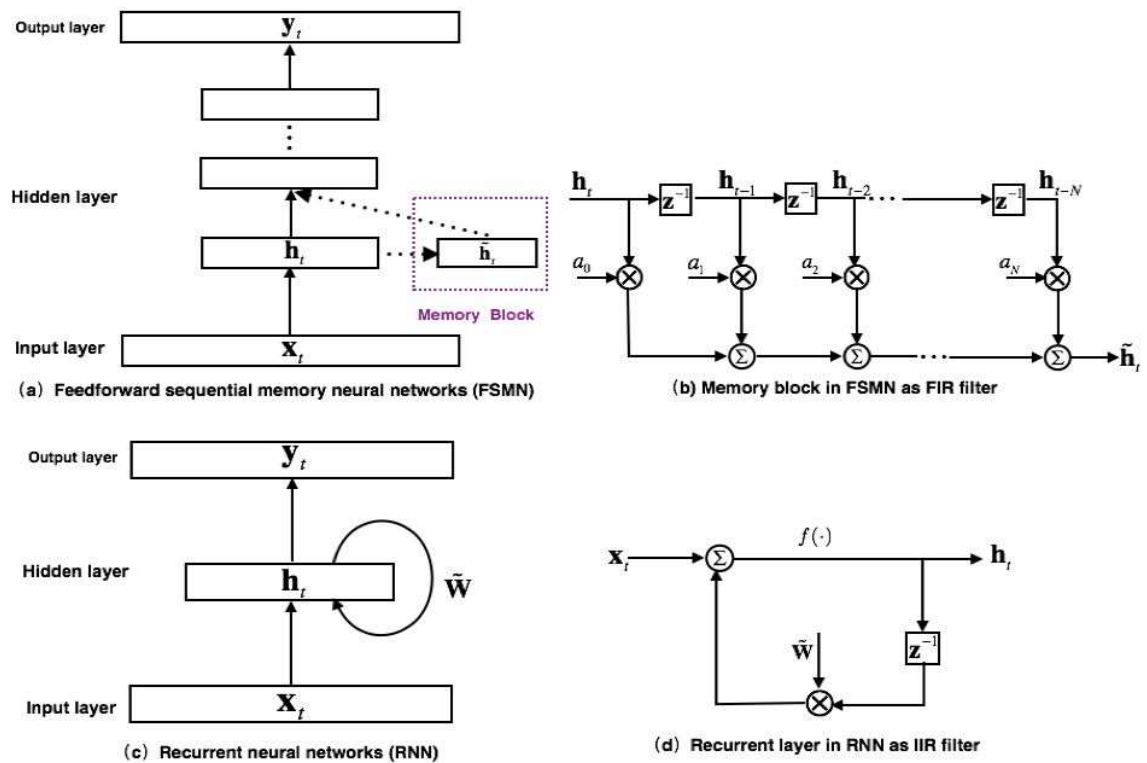 Output layer
y_t
Hidden layer
h_t
h̃_t
Memory Block
Input layer
x_t
(a) Feedforward sequential memory neural networks (FSMN)
h_t z^{-1} h_{t-1} z^{-1} h_{t-2} z^{-1} h_{t-N}
a_0 a_1 a_2 a_N
Σ Σ Σ h̃_t
(b) Memory block in FSMN as FIR filter
Output layer
y_t
Hidden layer
h_t
W̃
Input layer
x_t
(c) Recurrent neural networks (RNN)
f(·)
x_t Σ h_t
W̃ z^{-1}
(d) Recurrent layer in RNN as IIR filter